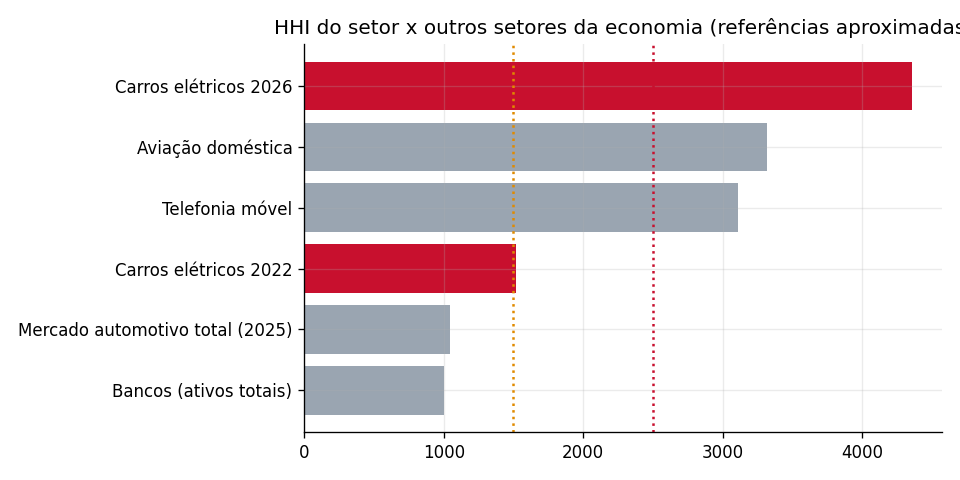 HHI do setor x outros setores da economia (referências aproximadas
Carros elétricos 2026
Aviação doméstica
Telefonia móvel
Carros elétricos 2022
Mercado automotivo total (2025)
Bancos (ativos totais)
0 1000 2000 3000 4000